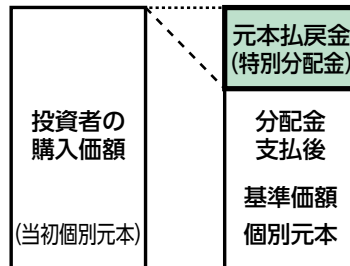 投資者の
購入価額
(当初個別元本)
元本払戻金
(特別分配金)
分配金
支払後
基準価額
個別元本